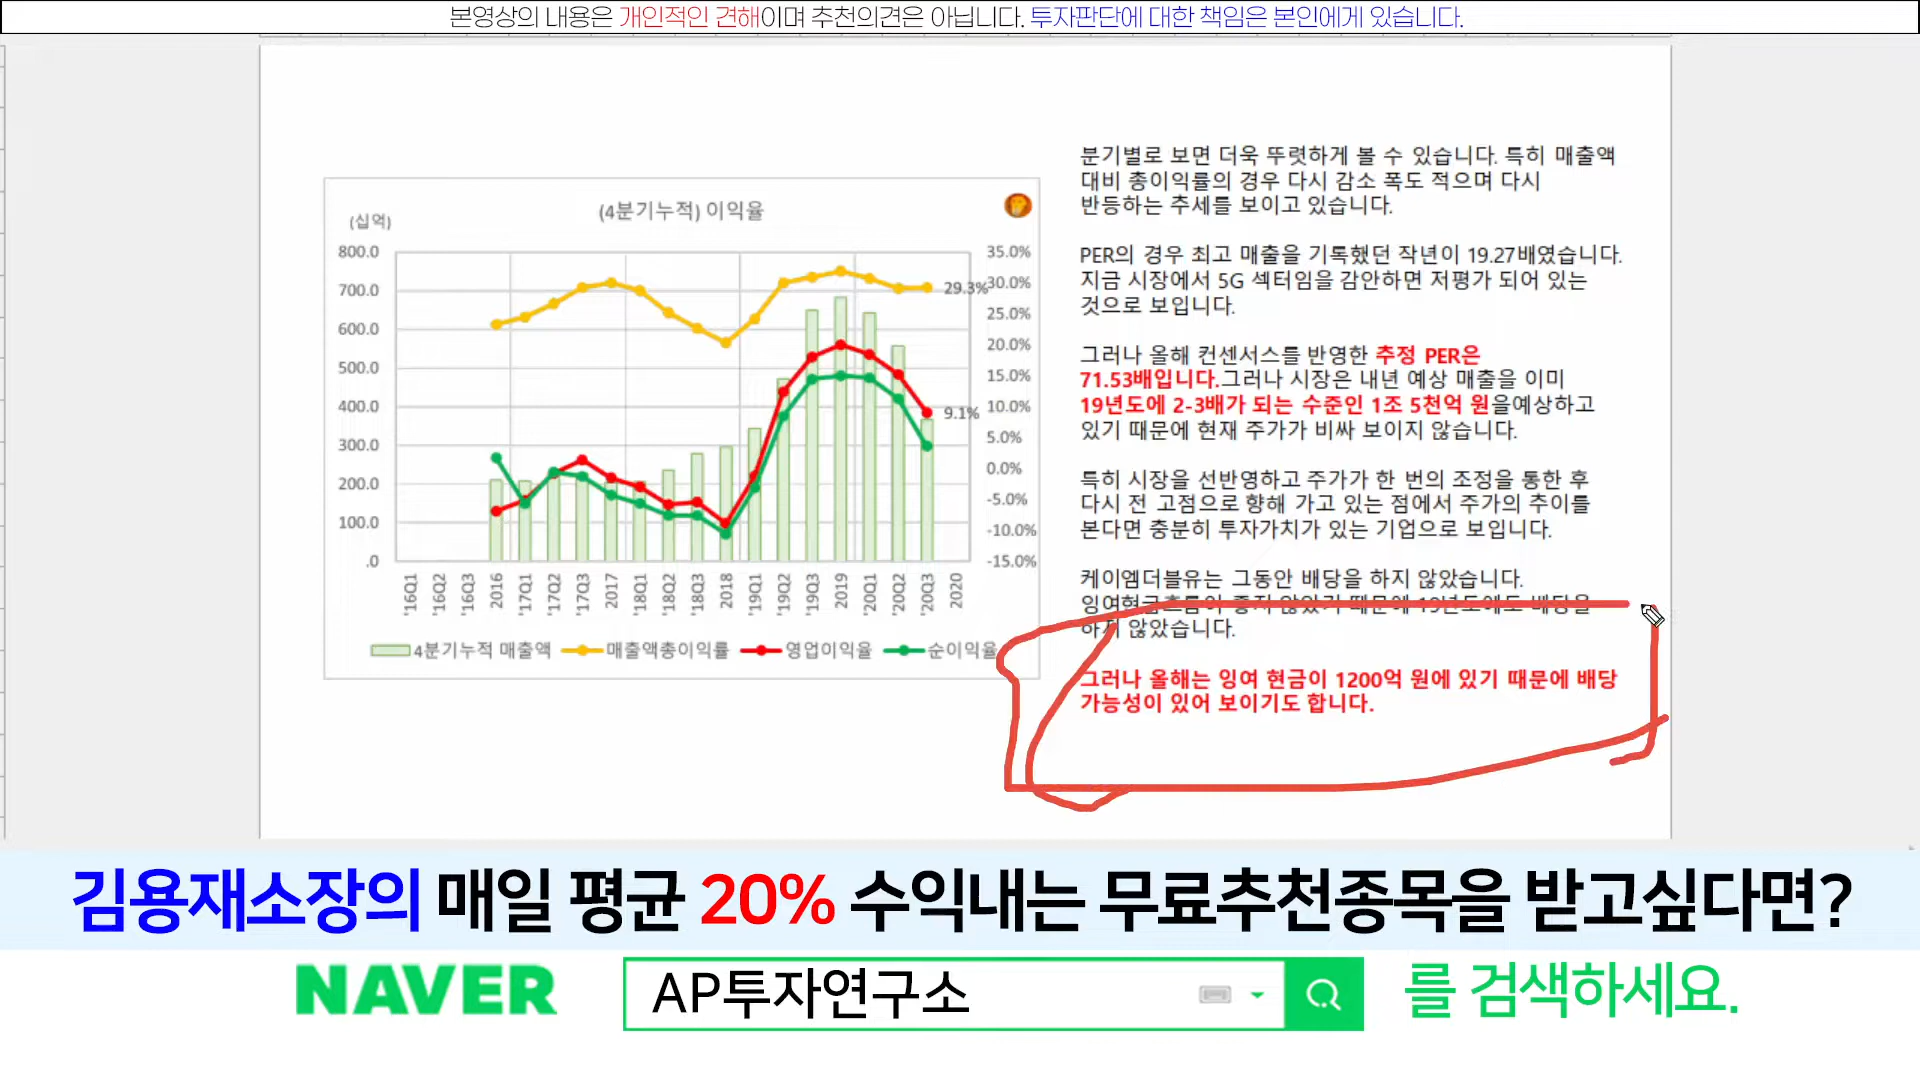 본영상의 내용은 개인적인 견해이며 추천의견은 아닙니다. 투자판단에 대한 책임은 본인에게 있습니다.
(십억)
(4분기누적) 이익율
800.0
700.0
600.0
500.0
400.0
300.0
200.0
100.0
.0
35.0%
30.0%
25.0%
20.0%
15.0%
10.0%
5.0%
0.0%
-5.0%
-10.0%
-15.0%
29.3%
9.1%
'16Q1 '16Q2 '16Q3 2016 '17Q1 '17Q2 '17Q3 2017 '18Q1 '18Q2 '18Q3 2018 '19Q1 '19Q2 '19Q3 2019 '20Q1 '20Q2 '20Q3 2020
4분기누적 매출액 매출액총이익률 영업이익율 순이익율
분기별로 보면 더욱 뚜렷하게 볼 수 있습니다. 특히 매출액
대비 총이익률의 경우 다시 감소 폭도 적으며 다시
반등하는 추세를 보이고 있습니다.
PER의 경우 최고 매출을 기록했던 작년이 19.27배였습니다.
지금 시장에서 5G 섹터임을 감안하면 저평가 되어 있는
것으로 보입니다.
그러나 올해 컨센서스를 반영한 추정 PER은
71.53배입니다.그러나 시장은 내년 예상 매출을 이미
19년도에 2-3배가 되는 수준인 1조 5천억 원을예상하고
있기 때문에 현재 주가가 비싸 보이지 않습니다.
특히 시장을 선반영하고 주가가 한 번의 조정을 통한 후
다시 전 고점으로 향해 가고 있는 점에서 주가의 추이를
본다면 충분히 투자가치가 있는 기업으로 보입니다.
케이엠더블유는 그동안 배당을 하지 않았습니다.
잉여현금흐름이 좋지 않았기 때문에 19년도에도 배당을
하지 않았습니다.
그러나 올해는 잉여 현금이 1200억 원에 있기 때문에 배당
가능성이 있어 보이기도 합니다.
김용재소장의 매일 평균 20% 수익내는 무료추천종목을 받고싶다면?
NAVER AP투자연구소 를 검색하세요.